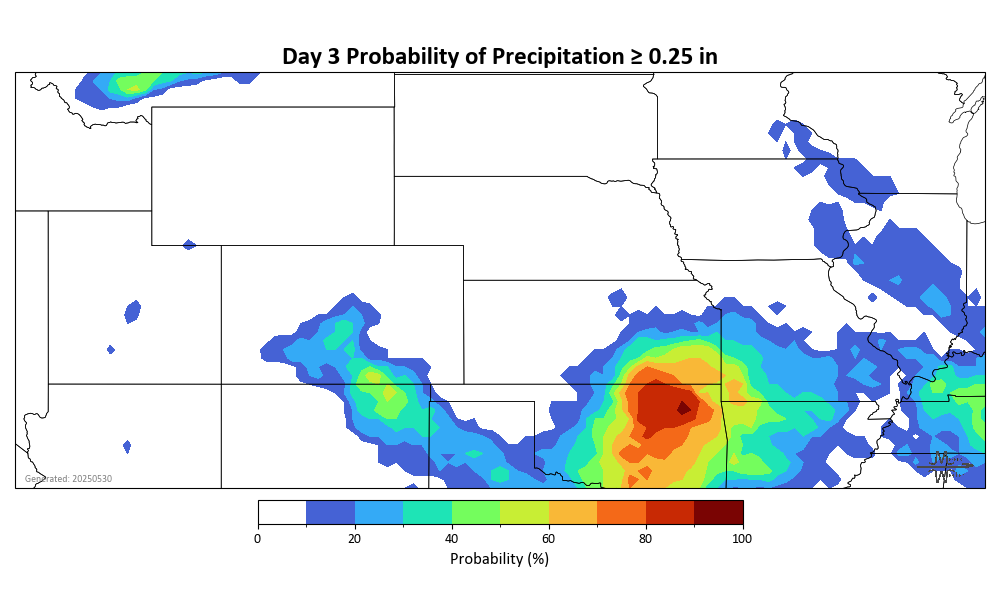 Day 3 Probability of Precipitation ≥ 0.25 in
Generated: 20250530
0 20 40 60 80 100
Probability (%)